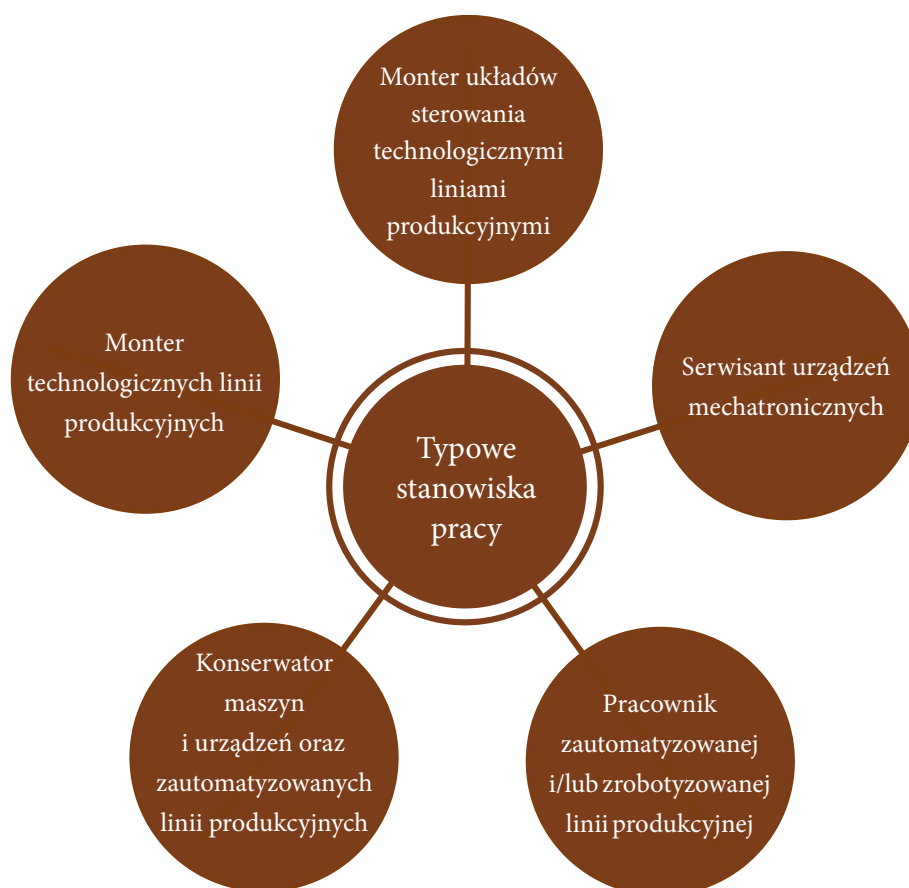 Monter układów
sterowania
technologicznymi
liniami
produkcyjnymi
Monter
technologicznych linii
produkcyjnych
Serwisant urządzeń
mechatronicznych
Typowe
stanowiska
pracy
Konserwator
maszyn
i urządzeń oraz
zautomatyzowanych
linii produkcyjnych
Pracownik
zautomatyzowanej
i/lub zrobotyzowanej
linii produkcyjnej